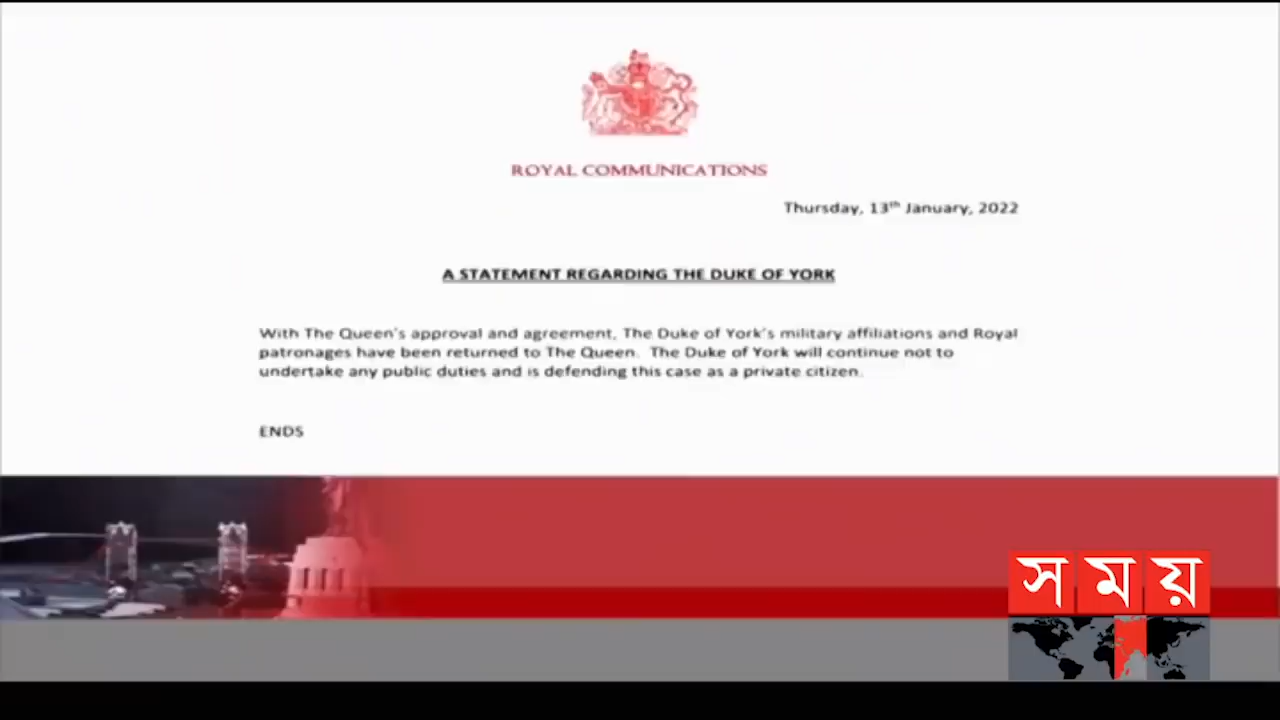 ROYAL COMMUNICATIONS
Thursday, 13th January, 2022
A STATEMENT REGARDING THE DUKE OF YORK
With The Queen's approval and agreement, The Duke of York's military affiliations and Royal
patronages have been returned to The Queen. The Duke of York will continue not to
undertake any public duties and is defending this case as a private citizen.
ENDS
সময়